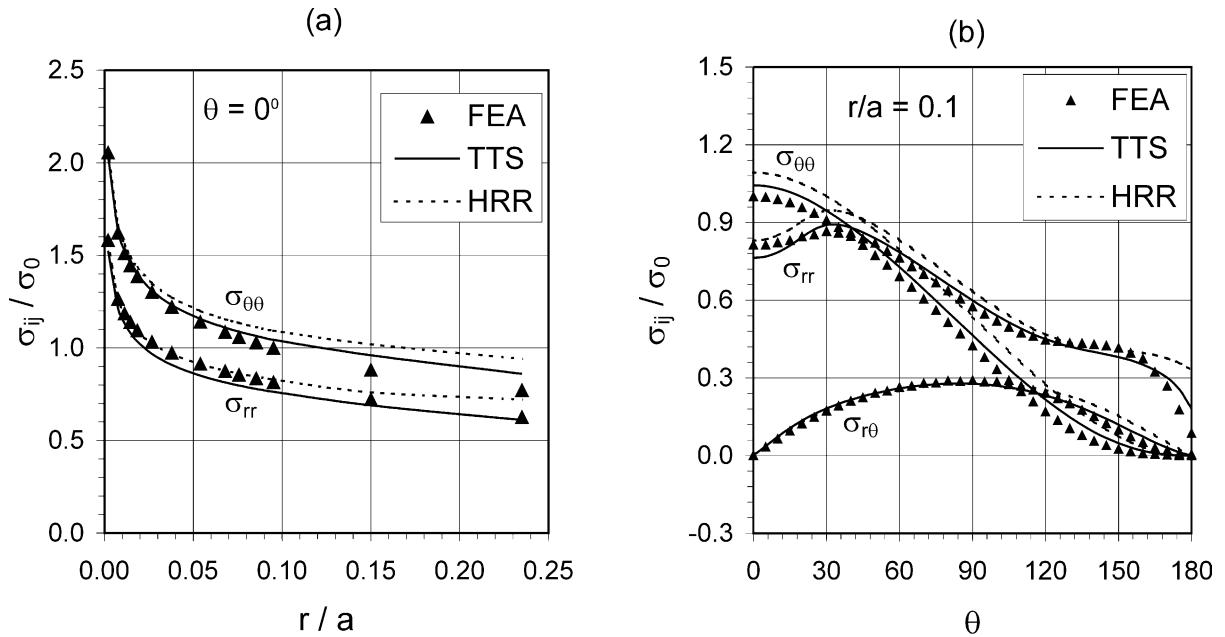 (a)
2.5
2.0
1.5
1.0
0.5
0.0
0.00 0.05 0.10 0.15 0.20 0.25
σij / σ0
r / a
θ = 0⁰
FEA
TTS
HRR
σθθ
σrr
(b)
1.5
1.2
0.9
0.6
0.3
0.0
-0.3
0 30 60 90 120 150 180
σij / σ0
θ
r/a = 0.1
FEA
TTS
HRR
σθθ
σrr
σrθ